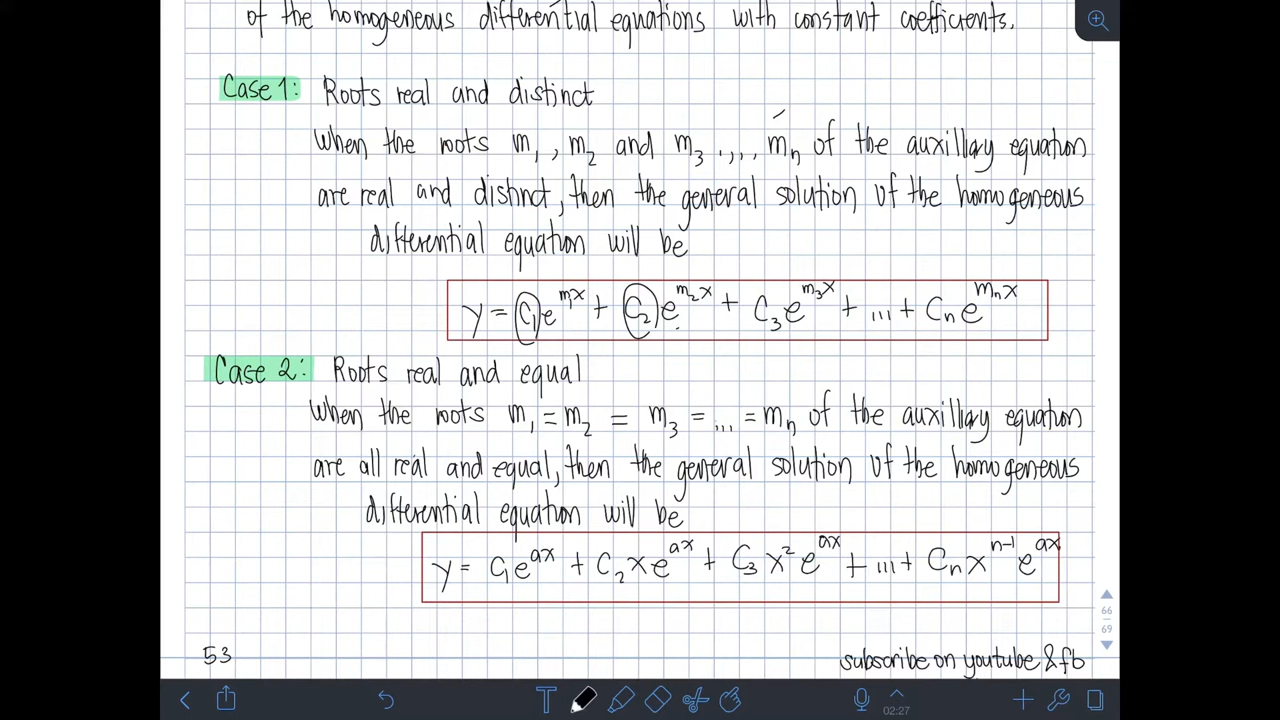 of the homogeneous differential equations with constant coefficients.
Case 1: Roots real and distinct
When the roots m₁, m₂ and m₃ ,,,, mₙ of the auxillary equation
are real and distinct, then the general solution of the homogeneous
differential equation will be
y = C₁e^{m₁x} + C₂e^{m₂x} + C₃e^{m₃x} + ... + Cₙe^{mₙx}
Case 2: Roots real and equal
When the roots m₁ = m₂ = m₃ = ... = mₙ of the auxillary equation
are all real and equal, then the general solution of the homogeneous
differential equation will be
y = C₁e^{ax} + C₂xe^{ax} + C₃x²e^{ax} + ... + Cₙx^{n-1}e^{ax}
66
69
53
subscribe on youtube & fb
T
02:27